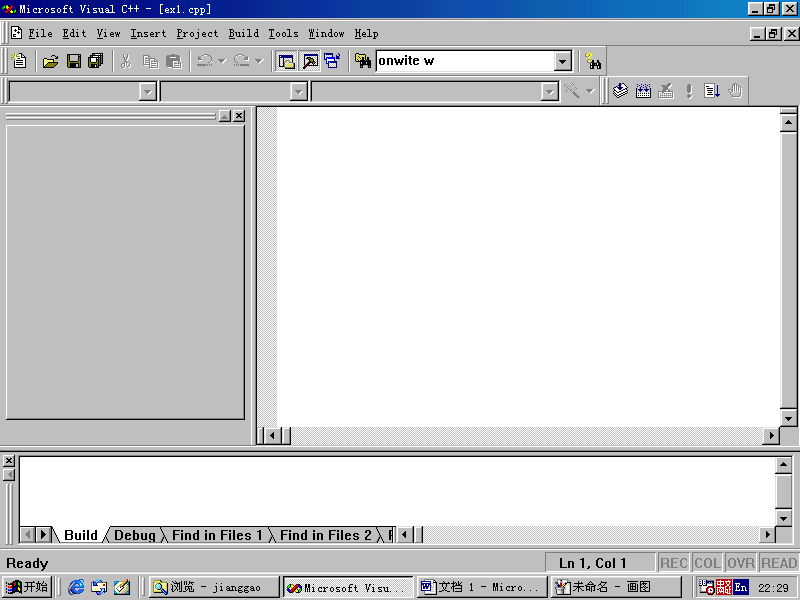 Microsoft Visual C++ - [ex1.cpp]
File Edit View Insert Project Build Tools Window Help
onwite w
Build Debug Find in Files 1 Find in Files 2
Ready Ln 1, Col 1 REC COL OVR READ
开始 浏览 - jianggao Microsoft Visu... 文档 1 - Micro... 未命名 - 画图 En 22:29